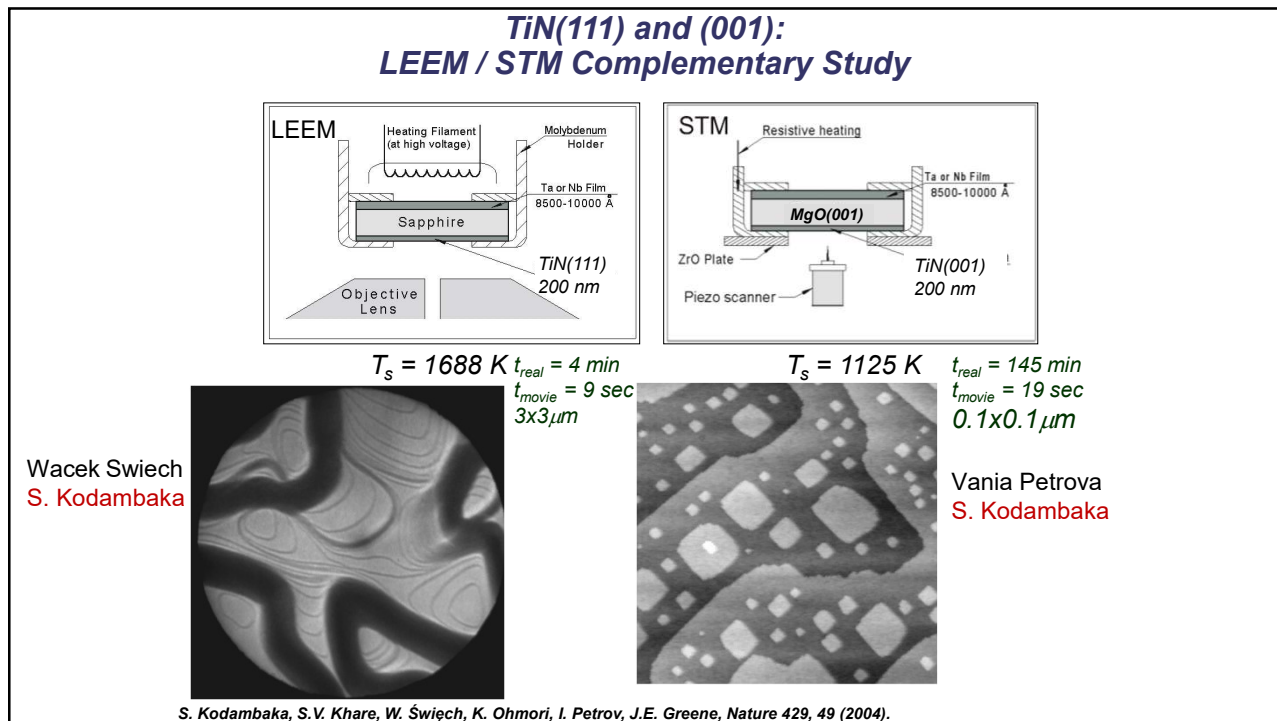 TiN(111) and (001):
LEEM / STM Complementary Study
LEEM
Heating Filament
(at high voltage)
Molybdenum
Holder
Ta or Nb Film
8500-10000 Å
Sapphire
TiN(111)
200 nm
Objective
Lens
STM
Resistive heating
Ta or Nb Film
8500-10000 Å
MgO(001)
ZrO Plate
TiN(001)
200 nm
Piezo scanner
Ts = 1688 K
treal = 4 min
tmovie = 9 sec
3x3μm
Ts = 1125 K
treal = 145 min
tmovie = 19 sec
0.1x0.1μm
Wacek Swiech
S. Kodambaka
Vania Petrova
S. Kodambaka
S. Kodambaka, S.V. Khare, W. Święch, K. Ohmori, I. Petrov, J.E. Greene, Nature 429, 49 (2004).